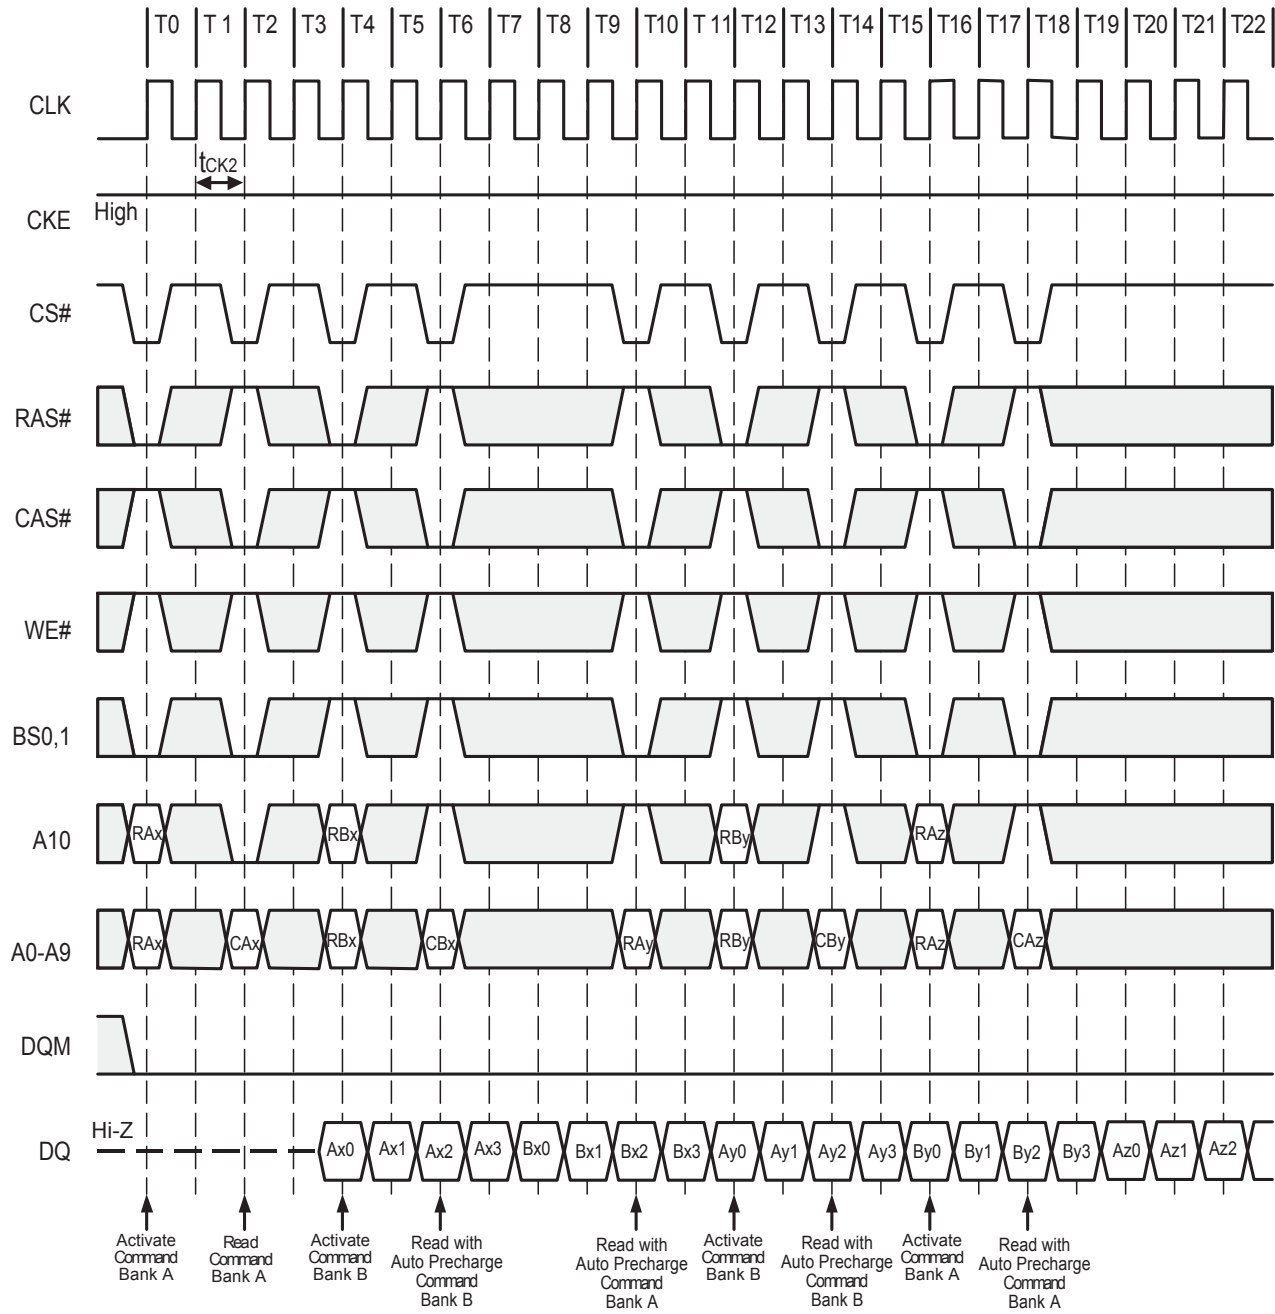 T0 T 1 T2 T3 T4 T5 T6 T7 T8 T9 T10 T 11 T12 T13 T14 T15 T16 T17 T18 T19 T20 T21 T22
CLK
tCK2
High
CKE
CS#
RAS#
CAS#
WE#
BS0,1
A10 RAx RBx RBy RAz
A0-A9 RAx CAx RBx CBx RAy RBy CBy RAz CAz
DQM
Hi-Z
DQ Ax0 Ax1 Ax2 Ax3 Bx0 Bx1 Bx2 Bx3 Ay0 Ay1 Ay2 Ay3 By0 By1 By2 By3 Az0 Az1 Az2
Activate
Command
Bank A
Read
Command
Bank A
Activate
Command
Bank B
Read with
Auto Precharge
Command
Bank B
Read with
Auto Precharge
Command
Bank A
Activate
Command
Bank B
Read with
Auto Precharge
Command
Bank B
Activate
Command
Bank A
Read with
Auto Precharge
Command
Bank A